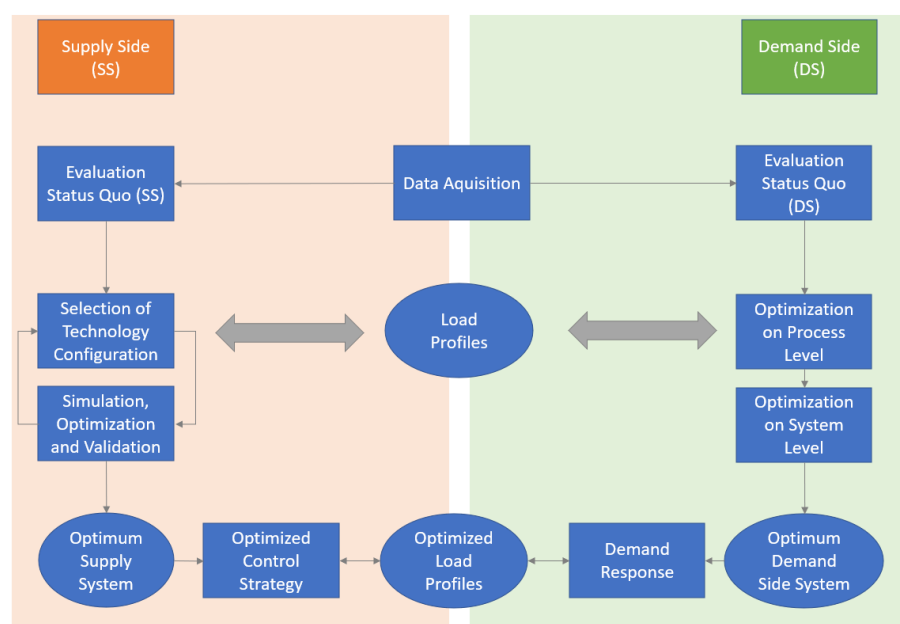 Supply Side
(SS)
Demand Side
(DS)
Evaluation
Status Quo (SS)
Data Aquisition
Evaluation
Status Quo
(DS)
Selection of
Technology
Configuration
Load
Profiles
Optimization
on Process
Level
Simulation,
Optimization
and Validation
Optimization
on System
Level
Optimum
Supply
System
Optimized
Control
Strategy
Optimized
Load
Profiles
Demand
Response
Optimum
Demand
Side System